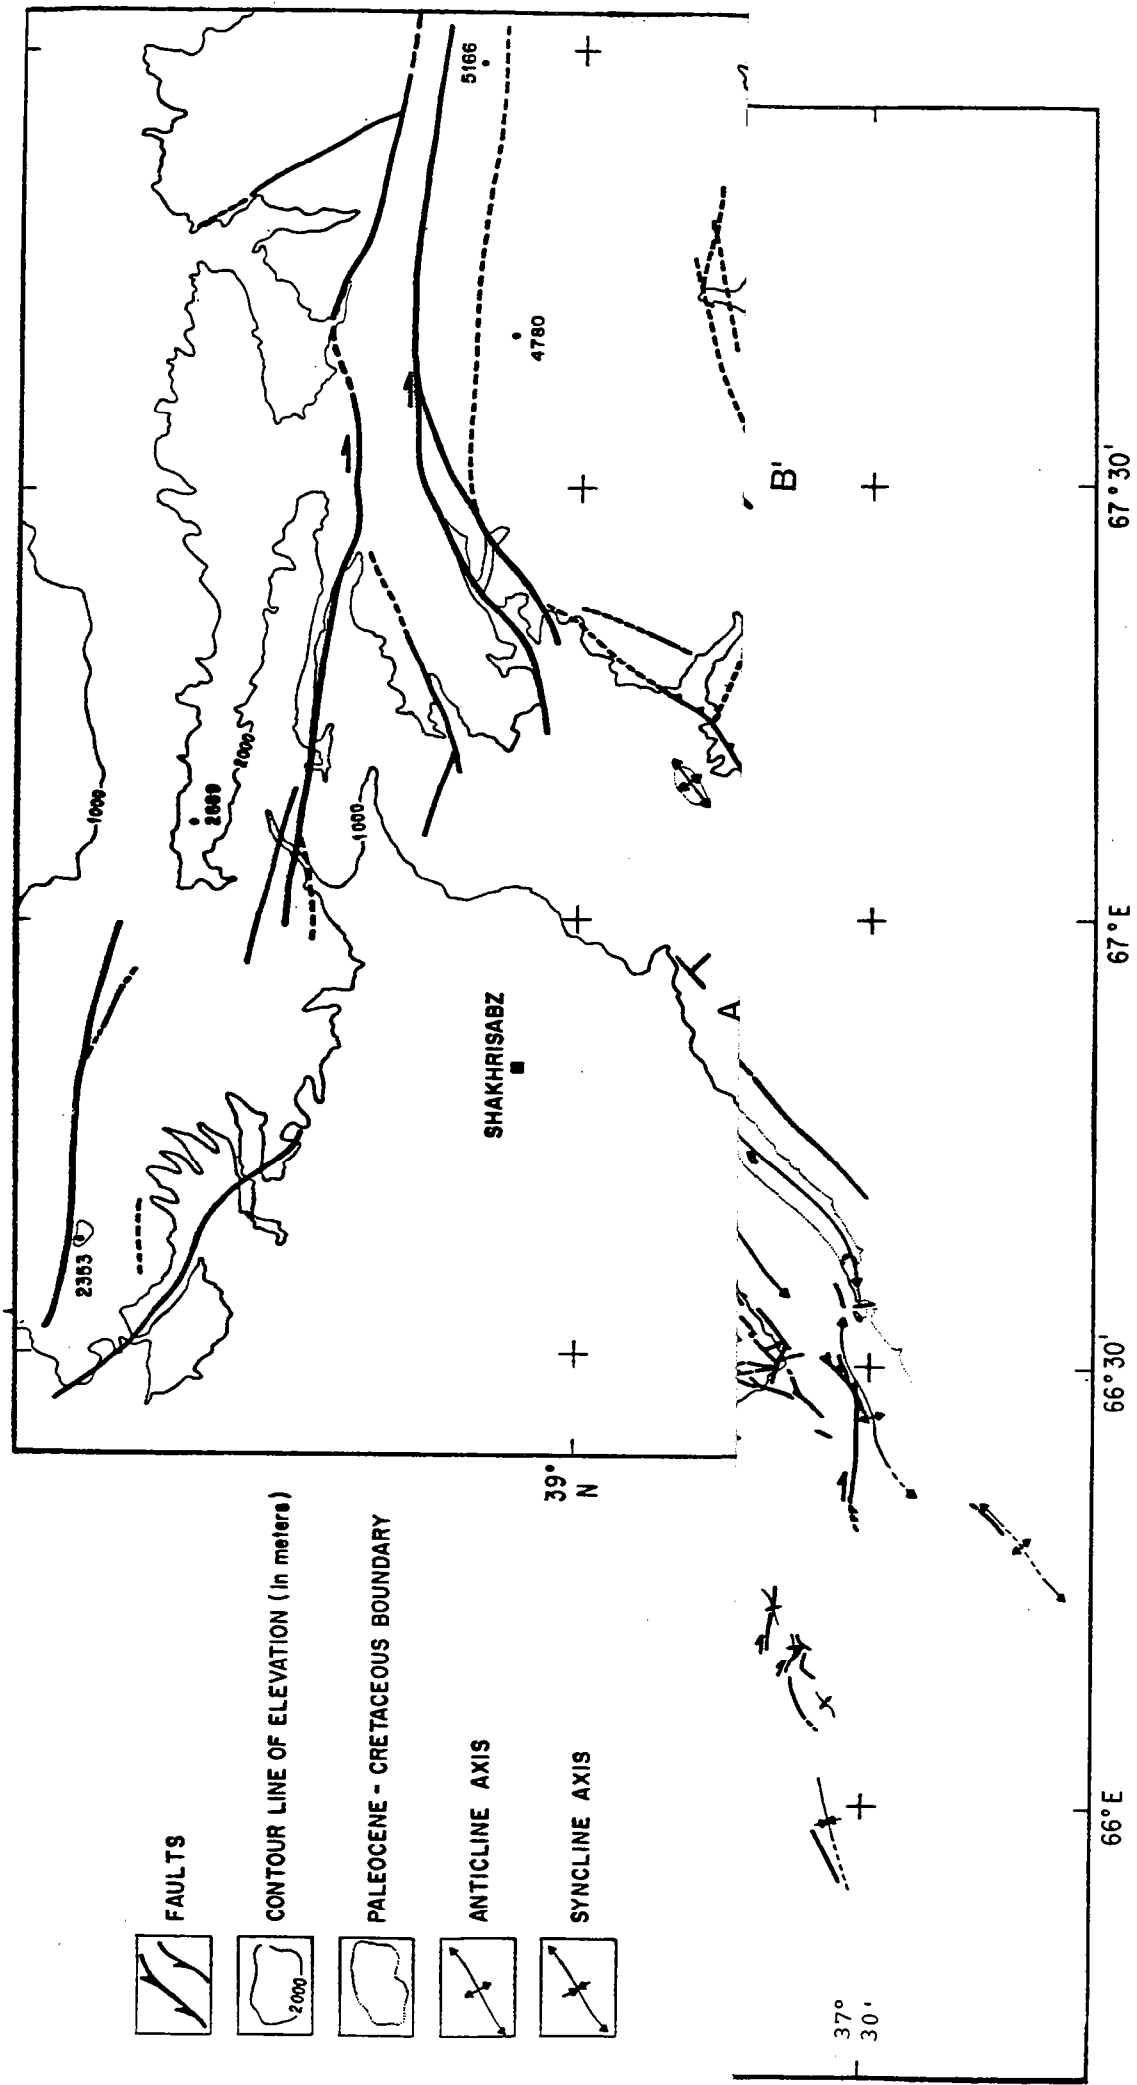 FAULTS
CONTOUR LINE OF ELEVATION (in meters)
2000
PALEOCENE - CRETACEOUS BOUNDARY
ANTICLINE AXIS
SYNCLINE AXIS
2353
1000
2669
2000
1000
5166
4780
SHAKHRISABZ
39°
N
A
B'
37°
30'
66°E
66°30'
67°E
67°30'